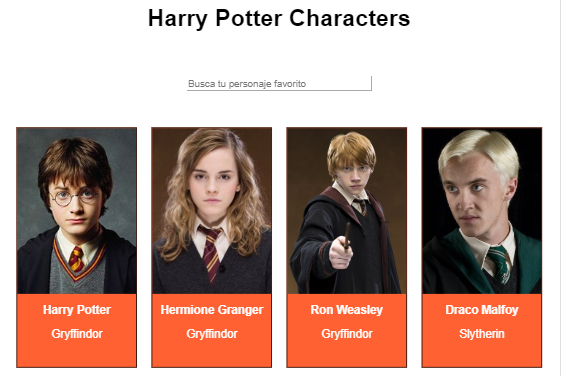 Harry Potter Characters
Busca tu personaje favorito
Harry Potter
Gryffindor
Hermione Granger
Gryffindor
Ron Weasley
Gryffindor
Draco Malfoy
Slytherin